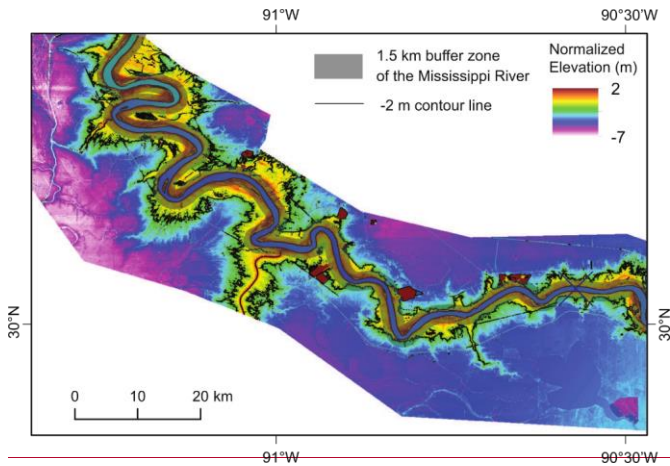 91°W
90°30'W
1.5 km buffer zone
of the Mississippi River
-2 m contour line
Normalized
Elevation (m)
2
-7
30°N
30°N
0
10
20 km
91°W
90°30'W